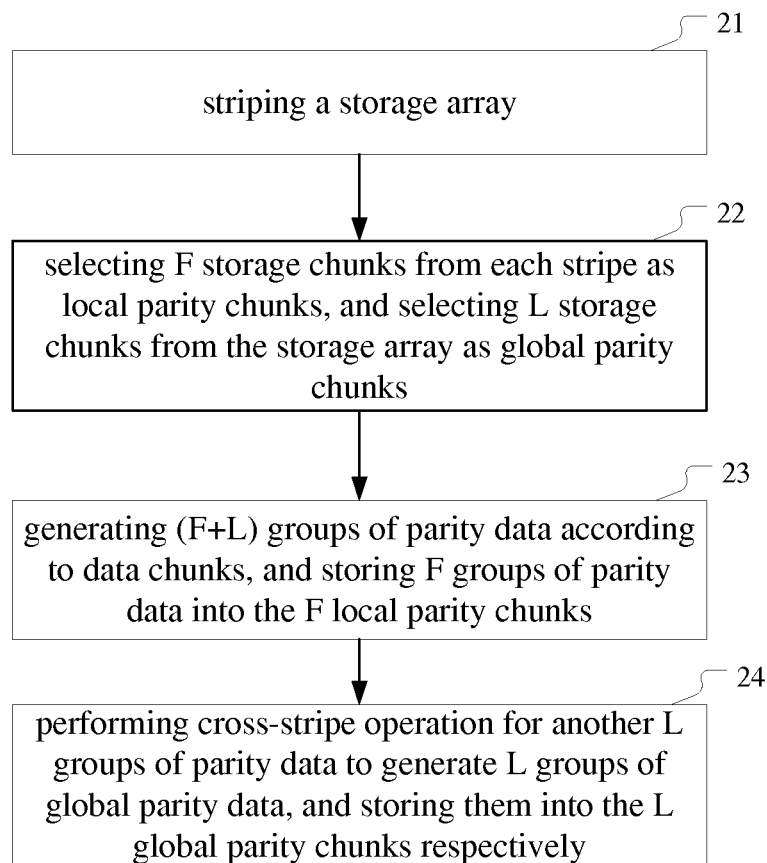 21
striping a storage array
22
selecting F storage chunks from each stripe as
local parity chunks, and selecting L storage
chunks from the storage array as global parity
chunks
23
generating (F+L) groups of parity data according
to data chunks, and storing F groups of parity
data into the F local parity chunks
24
performing cross-stripe operation for another L
groups of parity data to generate L groups of
global parity data, and storing them into the L
global parity chunks respectively